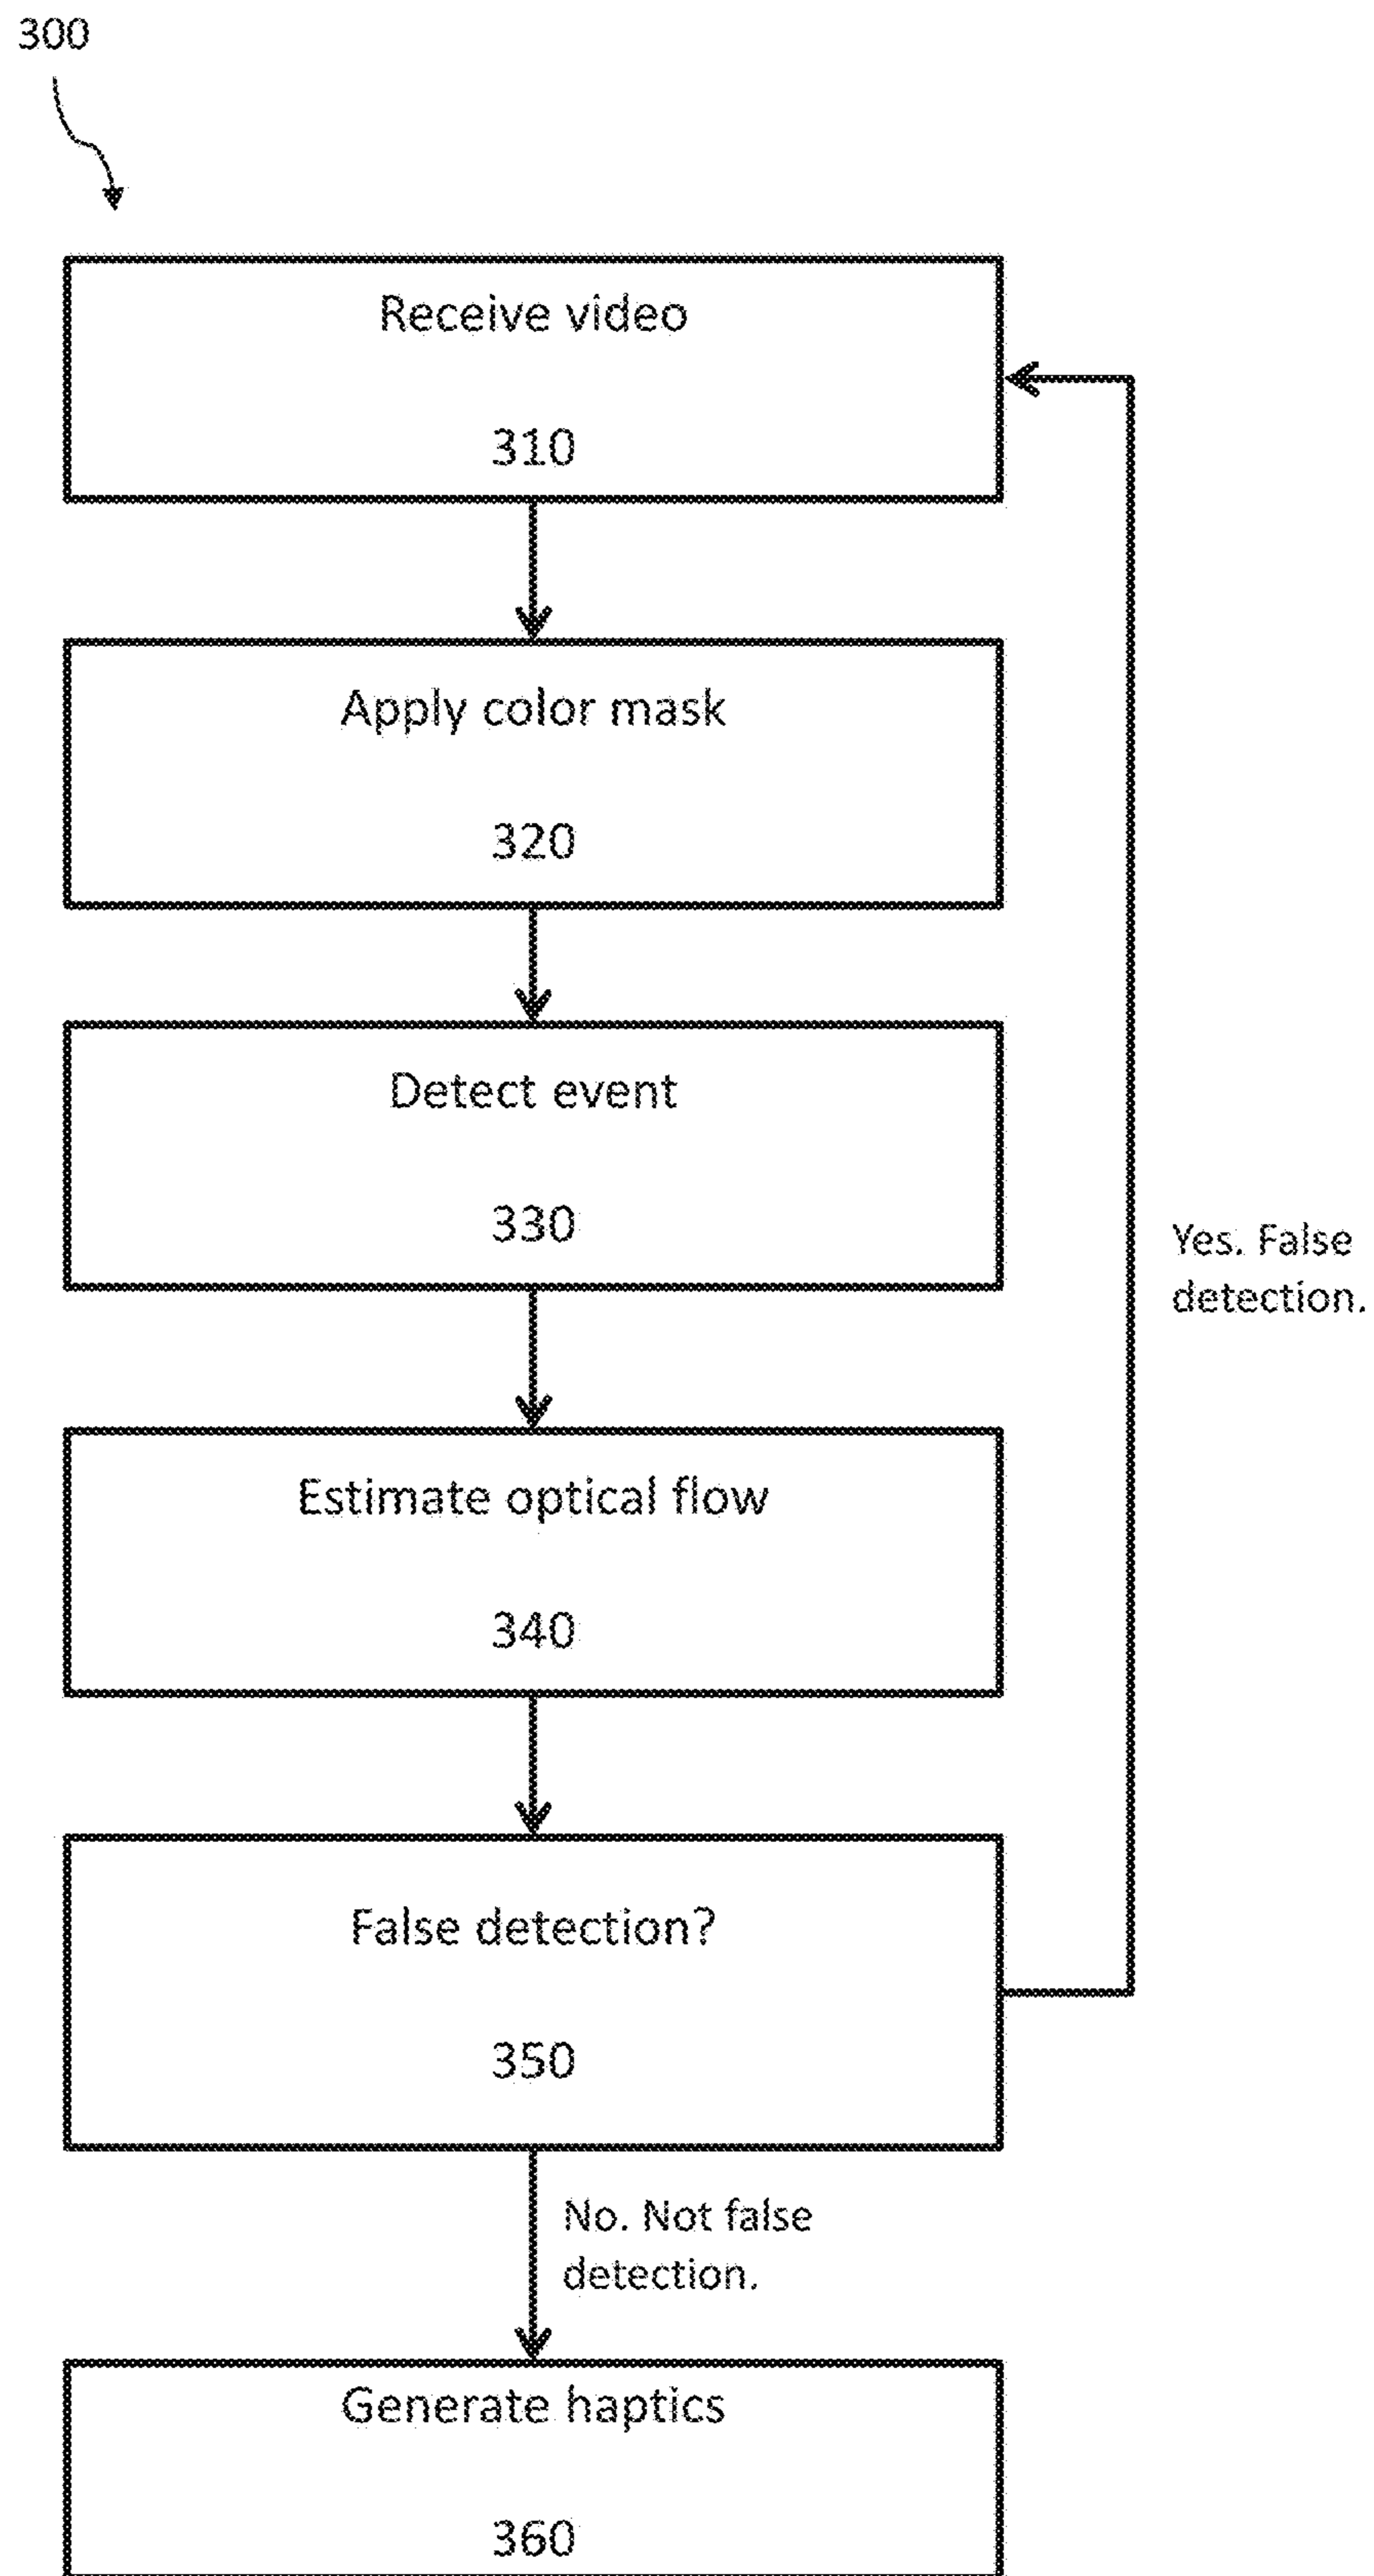 300
Receive video
310
Apply color mask
320
Detect event
330
Yes. False
detection.
Estimate optical flow
340
False detection?
350
No. Not false
detection.
Generate haptics
360